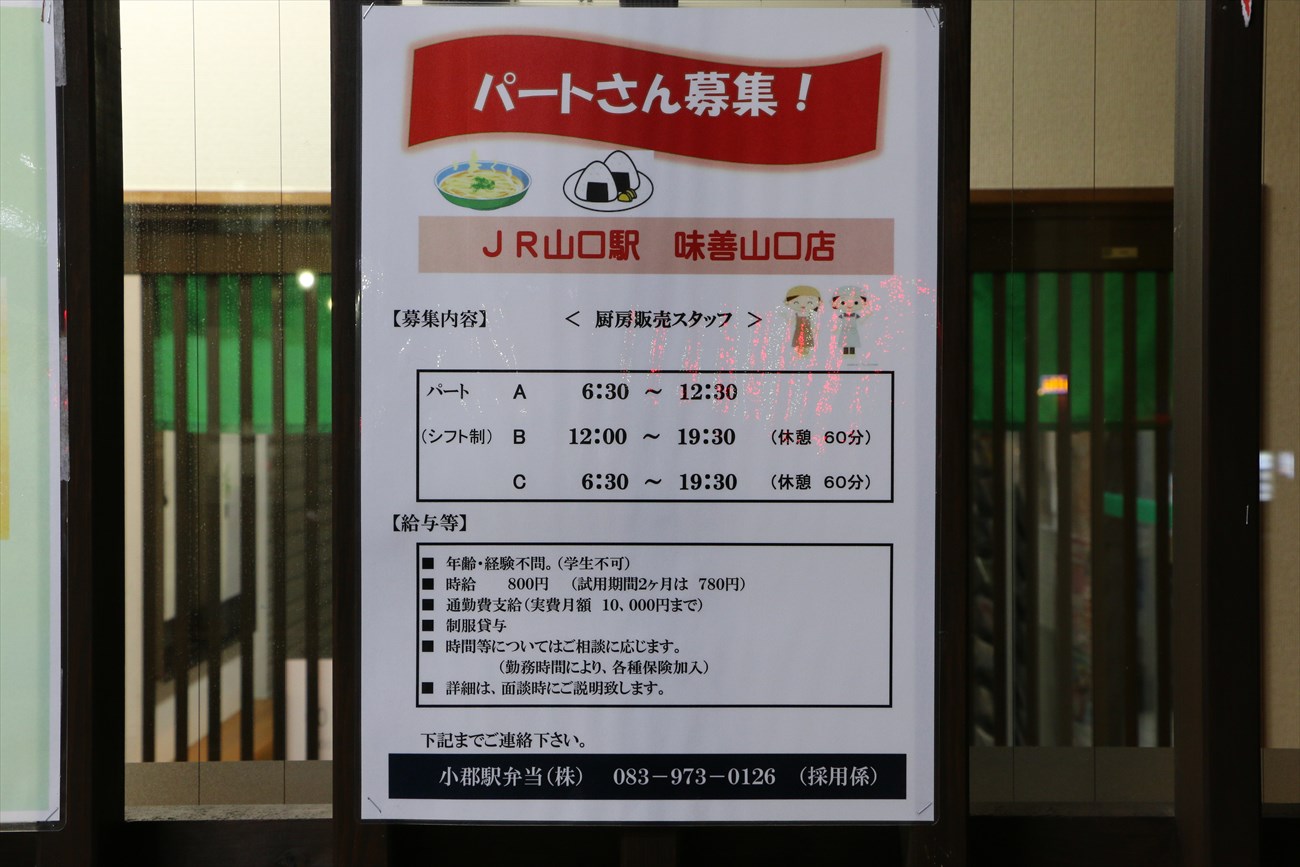 パートさん募集！
ＪＲ山口駅　味善山口店
【募集内容】　＜　厨房販売スタッフ　＞
パート　A　6：30　～　12：30
（シフト制）　B　12：00　～　19：30　（休憩　60分）
C　6：30　～　19：30　（休憩　60分）
【給与等】
■　年齢・経験不問。（学生不可）
■　時給　　800円　（試用期間2ヶ月は　780円）
■　通勤費支給（実費月額　10、000円まで）
■　制服貸与
■　時間等についてはご相談に応じます。
（勤務時間により、各種保険加入）
■　詳細は、面談時にご説明致します。
下記までご連絡下さい。
小郡駅弁当（株）　083－973－0126　（採用係）